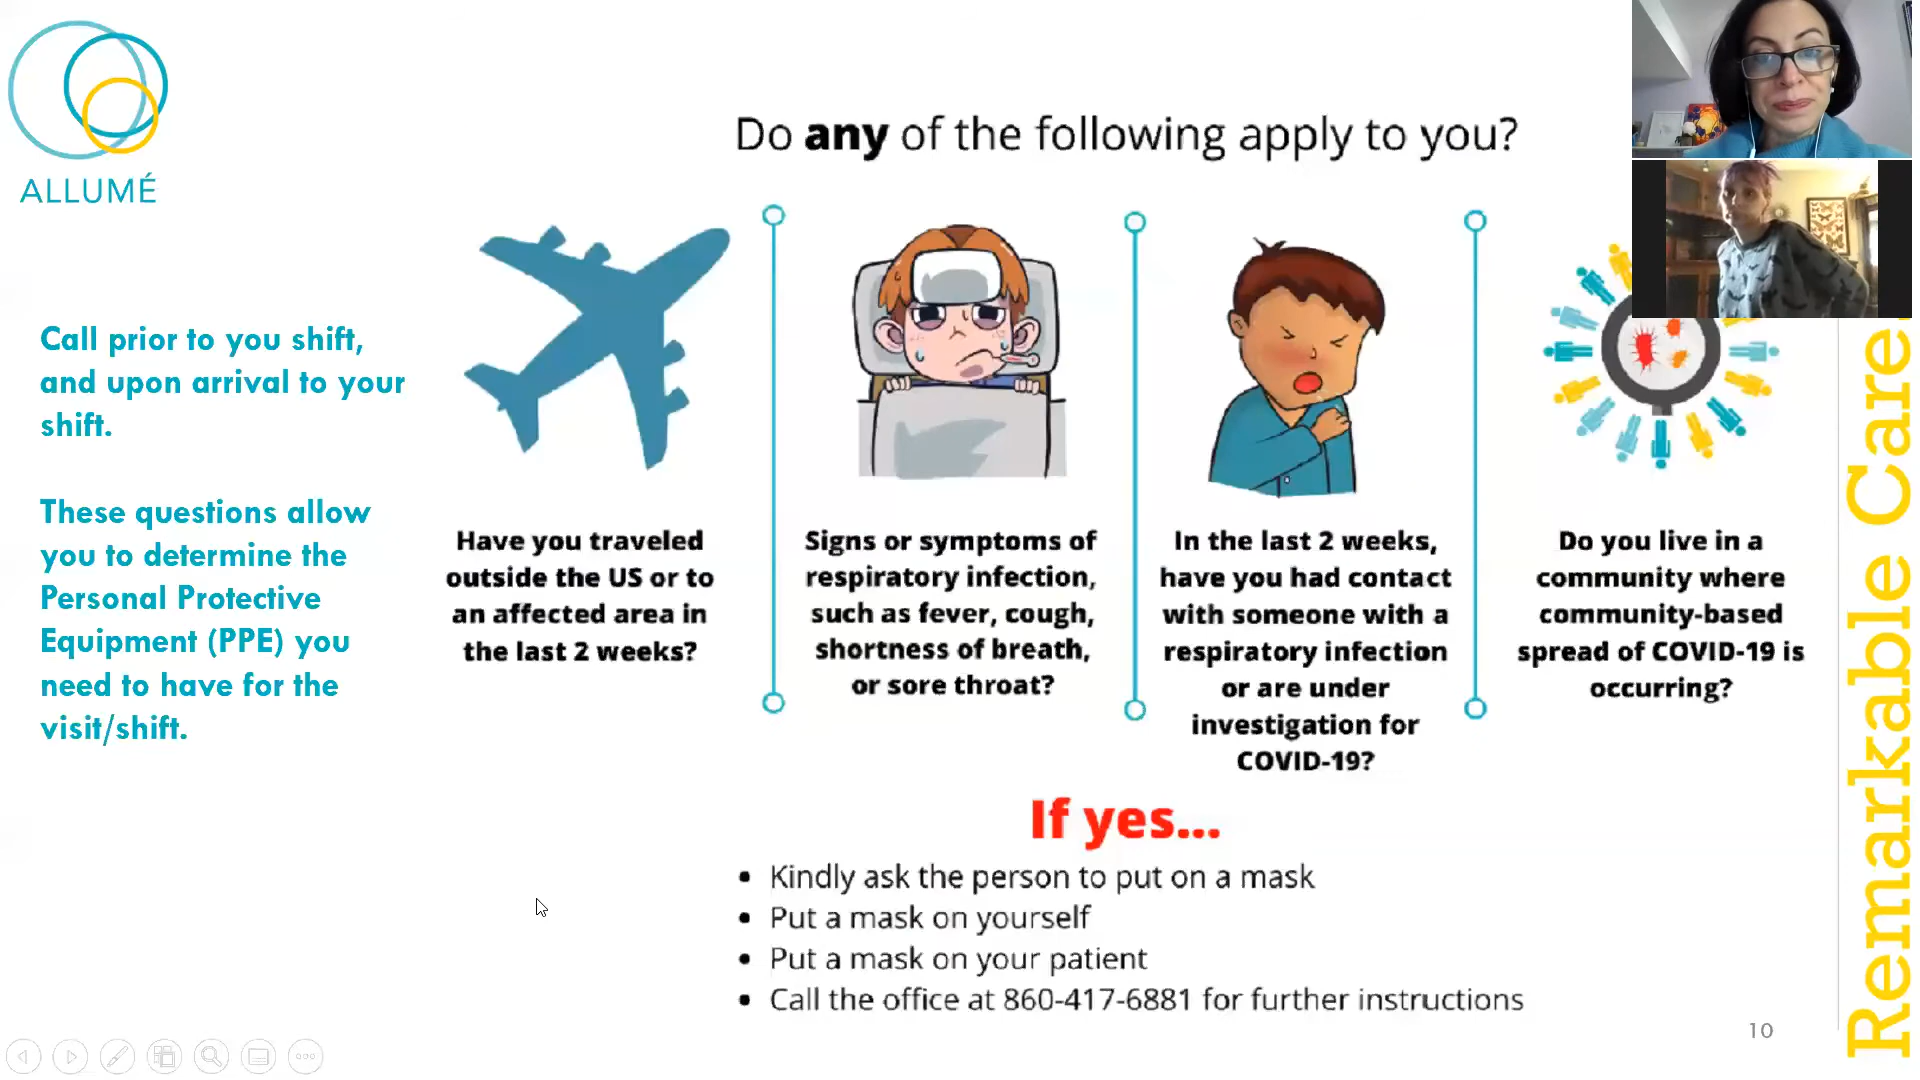 ALLUMÉ
Do any of the following apply to you?
Call prior to you shift,
and upon arrival to your
shift.
These questions allow
you to determine the
Personal Protective
Equipment (PPE) you
need to have for the
visit/shift.
Have you traveled
outside the US or to
an affected area in
the last 2 weeks?
Signs or symptoms of
respiratory infection,
such as fever, cough,
shortness of breath,
or sore throat?
In the last 2 weeks,
have you had contact
with someone with a
respiratory infection
or are under
investigation for
COVID-19?
Do you live in a
community where
community-based
spread of COVID-19 is
occurring?
If yes...
• Kindly ask the person to put on a mask
• Put a mask on yourself
• Put a mask on your patient
• Call the office at 860-417-6881 for further instructions
10
Remarkable Care.